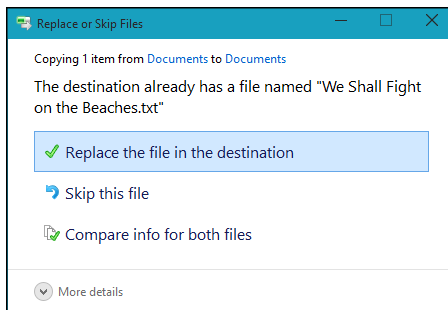 Replace or Skip Files
Copying 1 item from Documents to Documents
The destination already has a file named "We Shall Fight
on the Beaches.txt"
Replace the file in the destination
Skip this file
Compare info for both files
More details